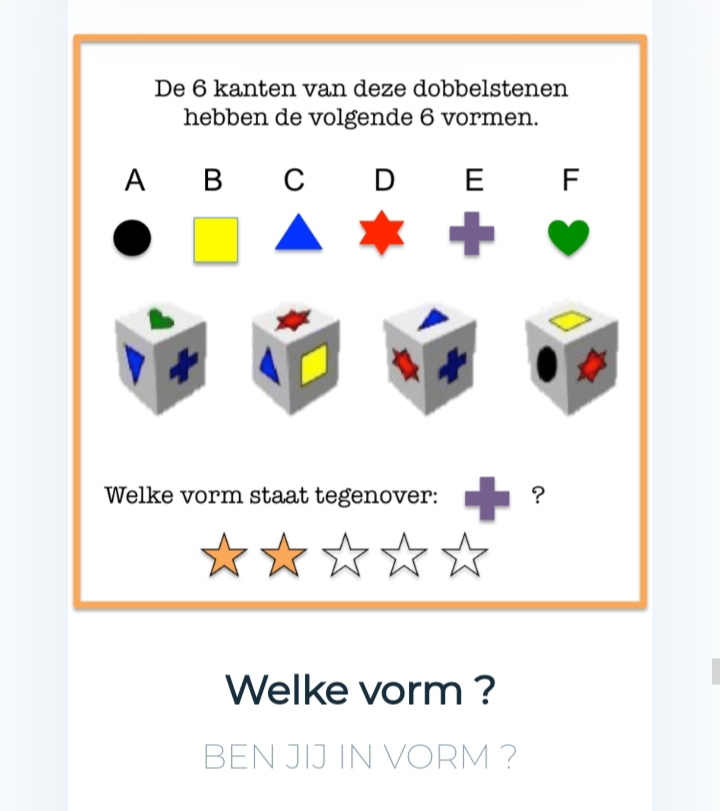 De 6 kanten van deze dobbelstenen
hebben de volgende 6 vormen.
A B C D E F
Welke vorm staat tegenover: ?
Welke vorm ?
BEN JIJ IN VORM ?